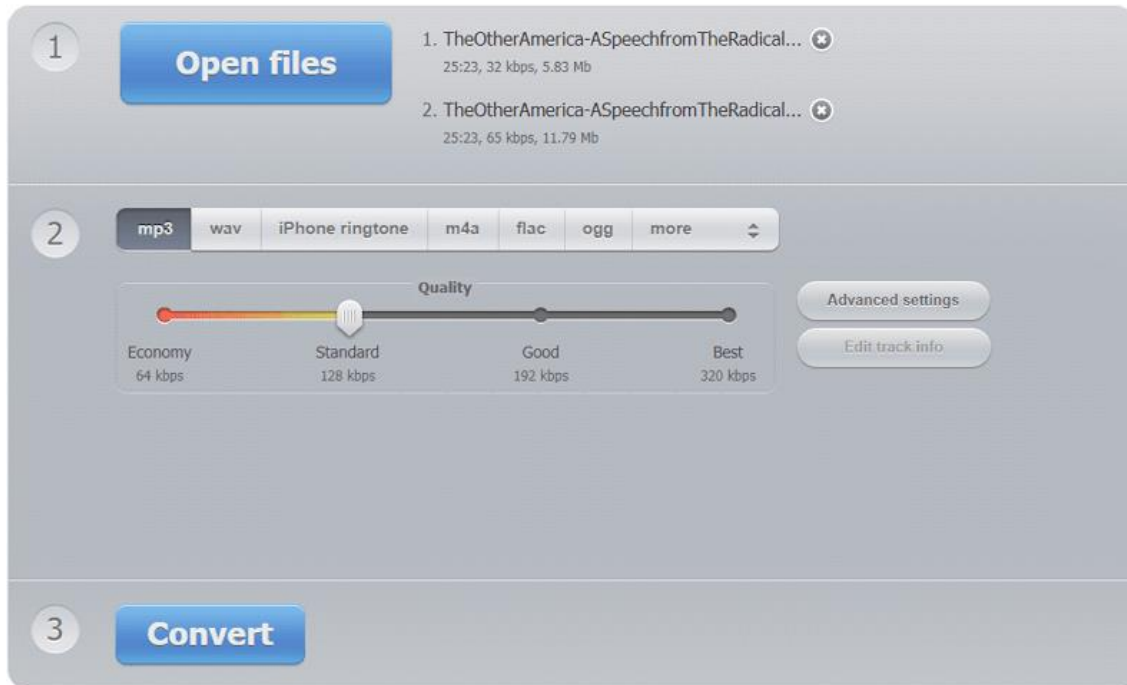 1
Open files
1. TheOtherAmerica-ASpeechfromTheRadical...
25:23, 32 kbps, 5.83 Mb
2. TheOtherAmerica-ASpeechfromTheRadical...
25:23, 65 kbps, 11.79 Mb
2
mp3 wav iPhone ringtone m4a flac ogg more
Quality
Economy Standard Good Best
64 kbps 128 kbps 192 kbps 320 kbps
Advanced settings
Edit track info
3
Convert